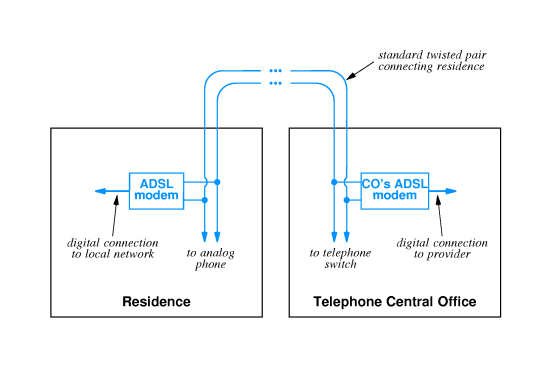 standard twisted pair
connecting residence
ADSL
modem
CO's ADSL
modem
digital connection
to local network
to analog
phone
to telephone
switch
digital connection
to provider
Residence
Telephone Central Office